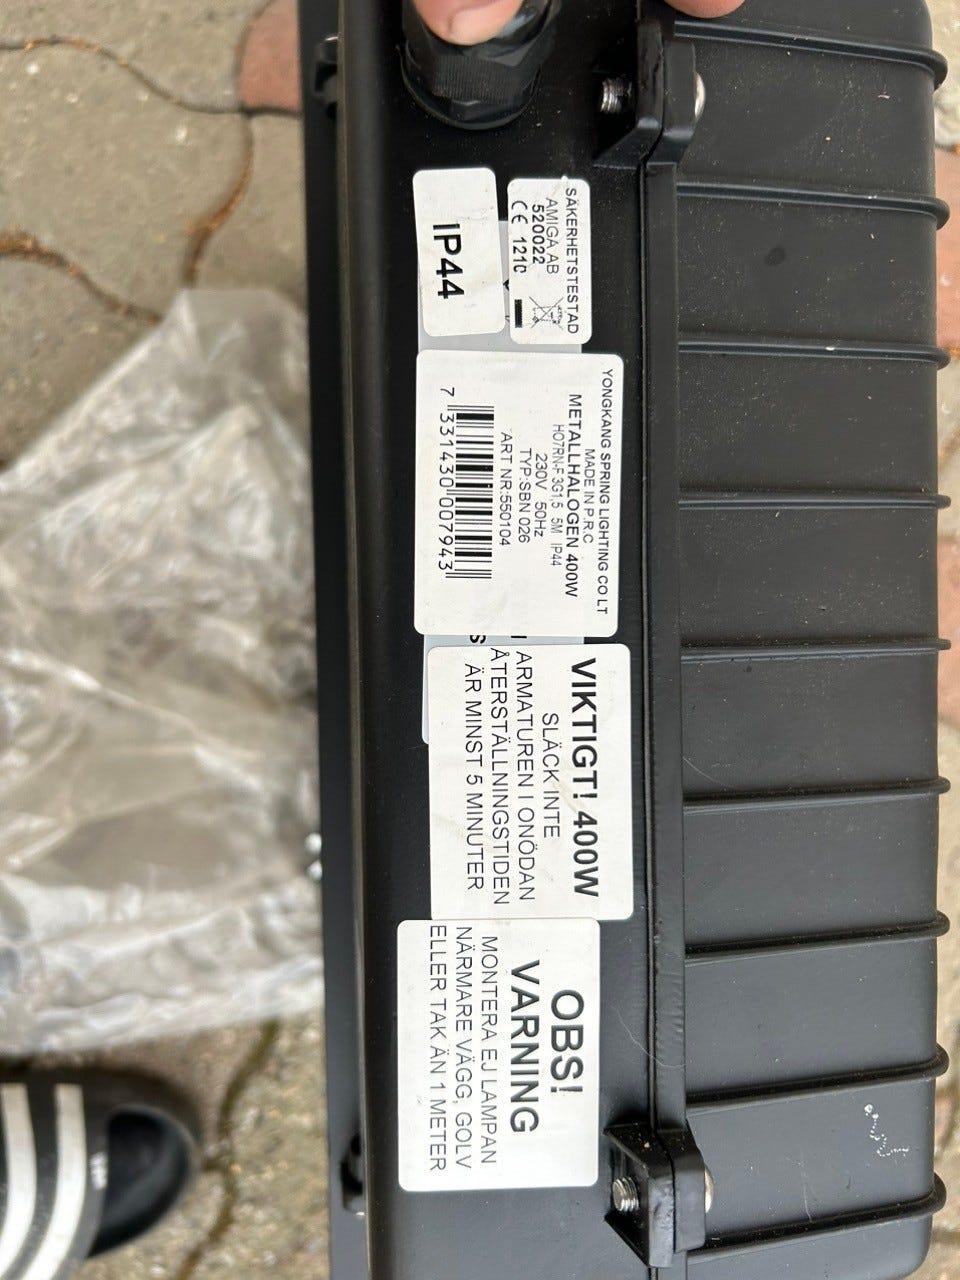 SÄKERHETSTESTAD
AMIGA AB
520022
CE 1210
IP44
YONGKANG SPRING LIGHTING CO LT
MADE IN P.R.C
METALLHALOGEN 400W
HO7RN-F 3G1,5 5M IP44
230V 50Hz
TYP:SBN 026
ART NR:550104
7 331430 007943
VIKTIGT! 400W
SLÄCK INTE
ARMATUREN I ONÖDAN
ÅTERSTÄLLNINGSTIDEN
ÄR MINST 5 MINUTER
OBS!
VARNING
MONTERA EJ LAMPAN
NÄRMARE VÄGG, GOLV
ELLER TAK ÄN 1 METER